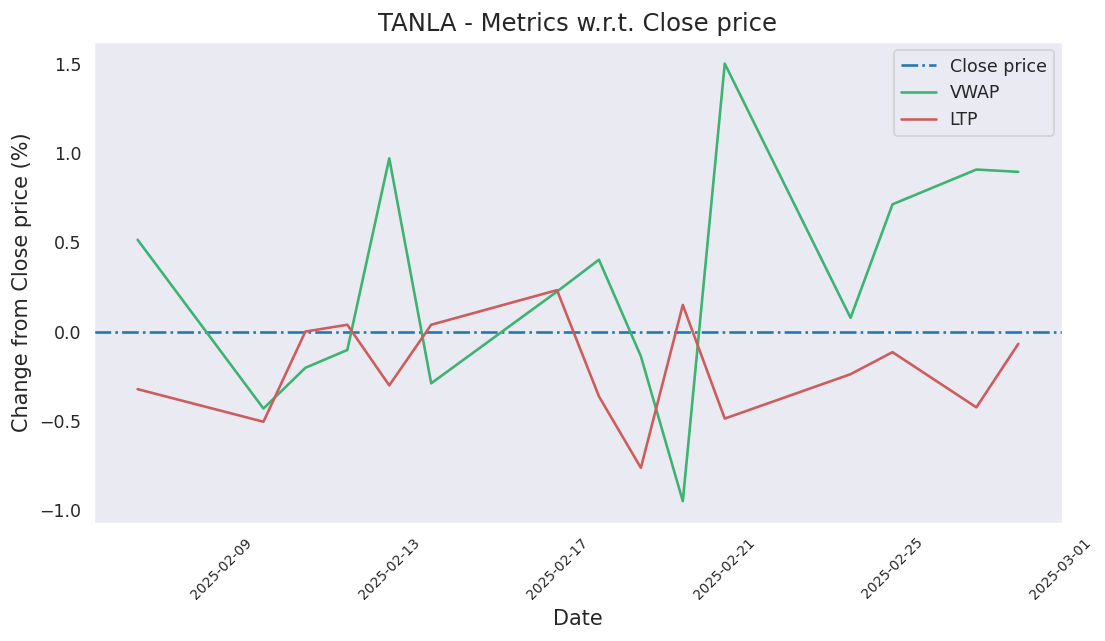 TANLA - Metrics w.r.t. Close price
Change from Close price (%)
1.5
1.0
0.5
0.0
−0.5
−1.0
Close price
VWAP
LTP
2025-02-09
2025-02-13
2025-02-17
2025-02-21
2025-02-25
2025-03-01
Date